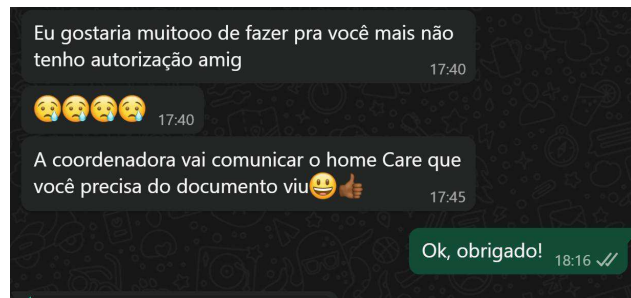 Eu gostaria muitooo de fazer pra você mais não
tenho autorização amig
17:40
😢😢😢😢 17:40
A coordenadora vai comunicar o home Care que
você precisa do documento viu😃👍🏾
17:45
Ok, obrigado! 18:16